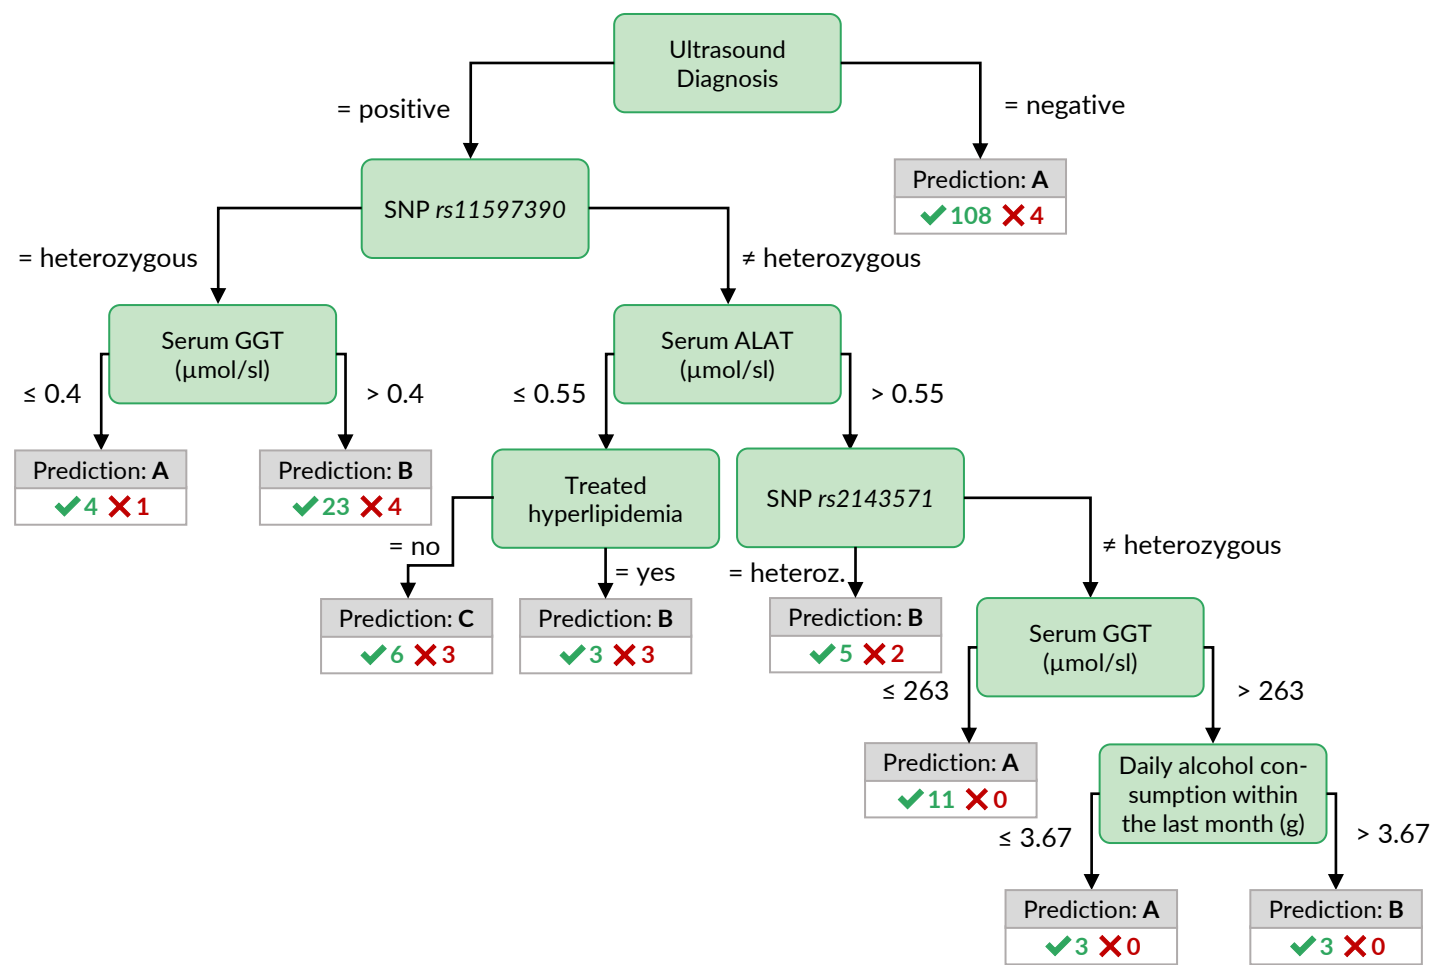 Ultrasound
Diagnosis
= positive
= negative
SNP rs11597390
Prediction: A
108 4
= heterozygous
≠ heterozygous
Serum GGT
(µmol/sl)
Serum ALAT
(µmol/sl)
≤ 0.4
> 0.4
≤ 0.55
> 0.55
Prediction: A
4 1
Prediction: B
23 4
Treated
hyperlipidemia
SNP rs2143571
= no
= yes
= heteroz.
≠ heterozygous
Prediction: C
6 3
Prediction: B
3 3
Prediction: B
5 2
Serum GGT
(µmol/sl)
≤ 263
> 263
Prediction: A
11 0
Daily alcohol con-
sumption within
the last month (g)
≤ 3.67
> 3.67
Prediction: A
3 0
Prediction: B
3 0